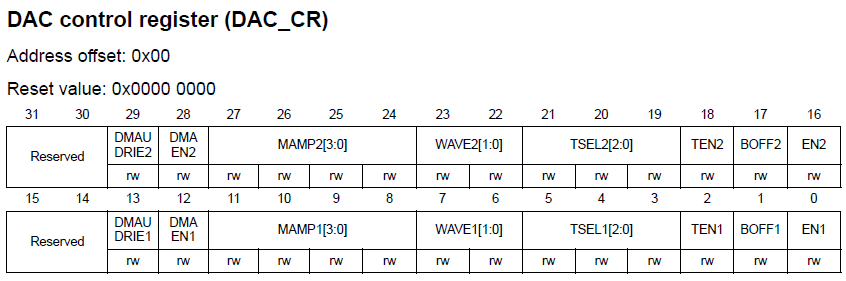 DAC control register (DAC_CR)
Address offset: 0x00
Reset value: 0x0000 0000
31 30 29 28 27 26 25 24 23 22 21 20 19 18 17 16
Reserved DMAU DRIE2 DMA EN2 MAMP2[3:0] WAVE2[1:0] TSEL2[2:0] TEN2 BOFF2 EN2
rw rw rw rw rw rw rw rw rw rw rw rw rw rw
15 14 13 12 11 10 9 8 7 6 5 4 3 2 1 0
Reserved DMAU DRIE1 DMA EN1 MAMP1[3:0] WAVE1[1:0] TSEL1[2:0] TEN1 BOFF1 EN1
rw rw rw rw rw rw rw rw rw rw rw rw rw rw